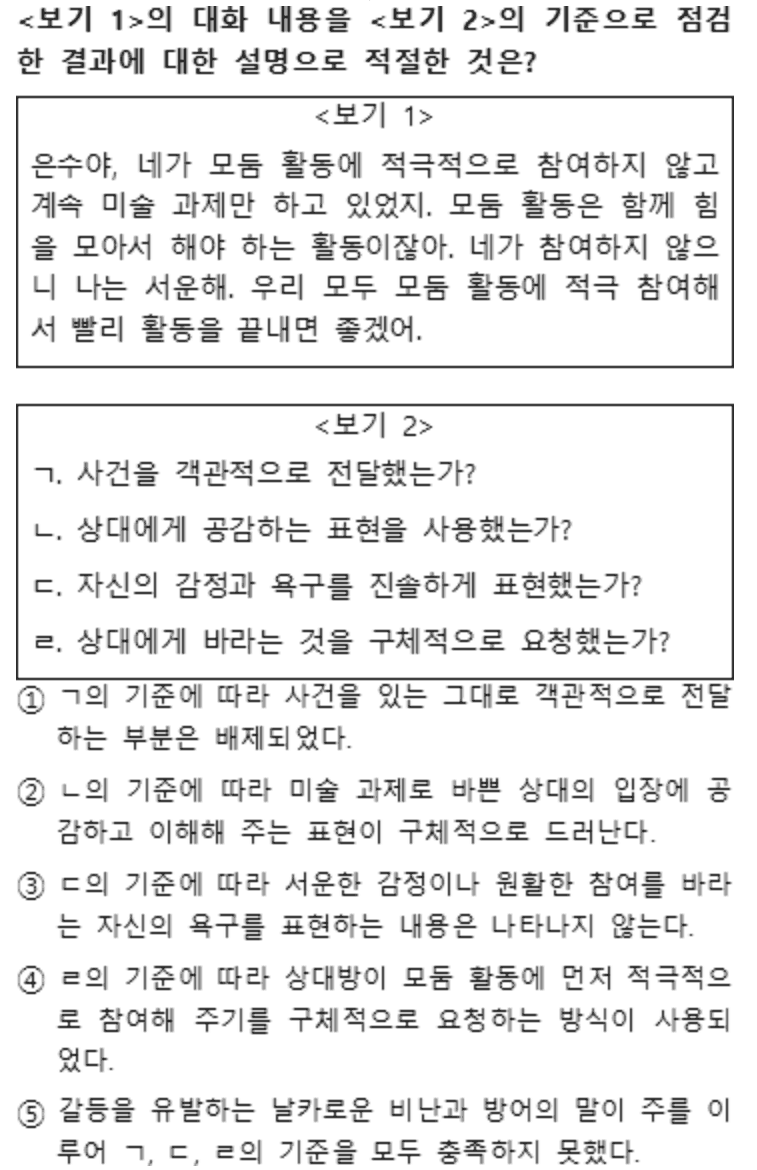 <보기 1>의 대화 내용을 <보기 2>의 기준으로 점검
한 결과에 대한 설명으로 적절한 것은?
<보기 1>
은수야, 네가 모둠 활동에 적극적으로 참여하지 않고
계속 미술 과제만 하고 있었지. 모둠 활동은 함께 힘
을 모아서 해야 하는 활동이잖아. 네가 참여하지 않으
니 나는 서운해. 우리 모두 모둠 활동에 적극 참여해
서 빨리 활동을 끝내면 좋겠어.
<보기 2>
ㄱ. 사건을 객관적으로 전달했는가?
ㄴ. 상대에게 공감하는 표현을 사용했는가?
ㄷ. 자신의 감정과 욕구를 진솔하게 표현했는가?
ㄹ. 상대에게 바라는 것을 구체적으로 요청했는가?
① ㄱ의 기준에 따라 사건을 있는 그대로 객관적으로 전달
하는 부분은 배제되었다.
② ㄴ의 기준에 따라 미술 과제로 바쁜 상대의 입장에 공
감하고 이해해 주는 표현이 구체적으로 드러난다.
③ ㄷ의 기준에 따라 서운한 감정이나 원활한 참여를 바라
는 자신의 욕구를 표현하는 내용은 나타나지 않는다.
④ ㄹ의 기준에 따라 상대방이 모둠 활동에 먼저 적극적으
로 참여해 주기를 구체적으로 요청하는 방식이 사용되
었다.
⑤ 갈등을 유발하는 날카로운 비난과 방어의 말이 주를 이
루어 ㄱ, ㄷ, ㄹ의 기준을 모두 충족하지 못했다.